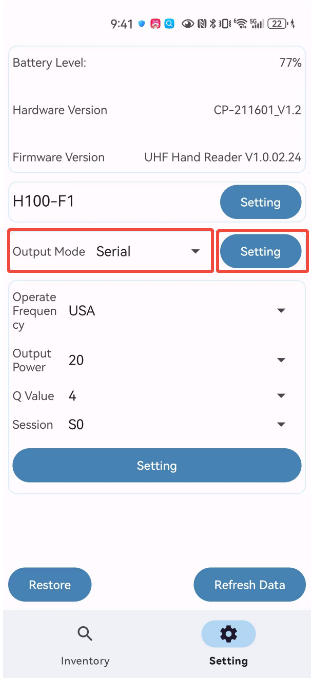 9:41 22
Battery Level: 77%
Hardware Version CP-211601_V1.2
Firmware Version UHF Hand Reader V1.0.02.24
H100-F1 Setting
Output Mode Serial Setting
Operate
Frequen
cy
USA
Output
Power
20
Q Value 4
Session S0
Setting
Restore Refresh Data
Inventory Setting